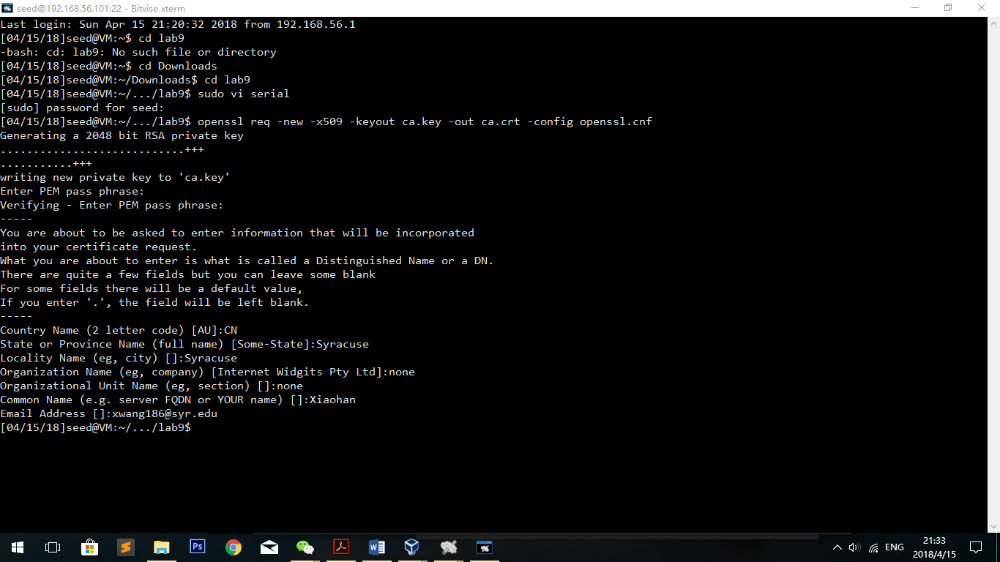 seed@192.168.56.101:22 - Bitvise xterm
Last login: Sun Apr 15 21:20:32 2018 from 192.168.56.1
[04/15/18]seed@VM:~$ cd lab9
-bash: cd: lab9: No such file or directory
[04/15/18]seed@VM:~$ cd Downloads
[04/15/18]seed@VM:~/Downloads$ cd lab9
[04/15/18]seed@VM:~/.../lab9$ sudo vi serial
[sudo] password for seed:
[04/15/18]seed@VM:~/.../lab9$ openssl req -new -x509 -keyout ca.key -out ca.crt -config openssl.cnf
Generating a 2048 bit RSA private key
............................+++
...........+++
writing new private key to 'ca.key'
Enter PEM pass phrase:
Verifying - Enter PEM pass phrase:
-----
You are about to be asked to enter information that will be incorporated
into your certificate request.
What you are about to enter is what is called a Distinguished Name or a DN.
There are quite a few fields but you can leave some blank
For some fields there will be a default value,
If you enter '.', the field will be left blank.
-----
Country Name (2 letter code) [AU]:CN
State or Province Name (full name) [Some-State]:Syracuse
Locality Name (eg, city) []:Syracuse
Organization Name (eg, company) [Internet Widgits Pty Ltd]:none
Organizational Unit Name (eg, section) []:none
Common Name (e.g. server FQDN or YOUR name) []:Xiaohan
Email Address []:xwang186@syr.edu
[04/15/18]seed@VM:~/.../lab9$
Ps
ENG
21:33
2018/4/15